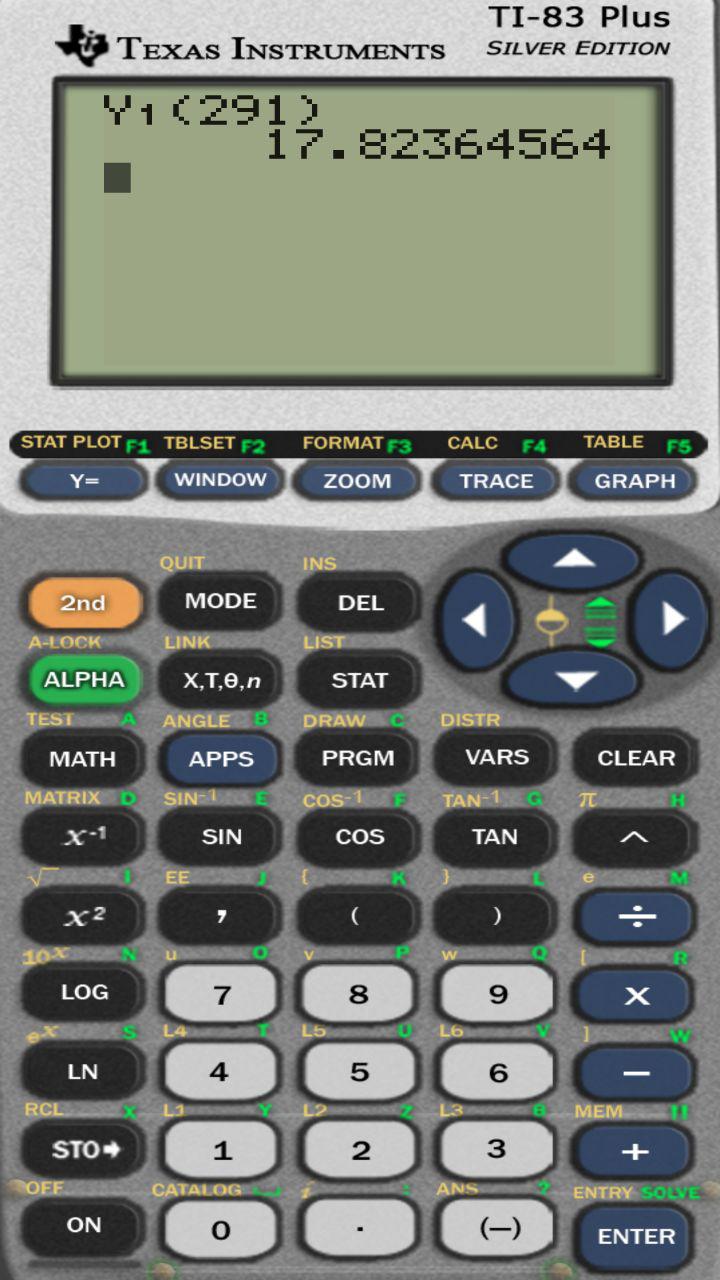 TI-83 Plus
TEXAS INSTRUMENTS SILVER EDITION
Y₁(291)
17.82364564
STAT PLOT F1 TBLSET F2 FORMAT F3 CALC F4 TABLE F5
Y= WINDOW ZOOM TRACE GRAPH
QUIT INS
2nd MODE DEL
A-LOCK LINK LIST
ALPHA X,T,θ,n STAT
TEST A ANGLE B DRAW C DISTR
MATH APPS PRGM VARS CLEAR
MATRIX D SIN⁻¹ E COS⁻¹ F TAN⁻¹ G π H
x⁻¹ SIN COS TAN ^
√ I EE J { K } L e M
x² , ( ) ÷
10ˣ N u O v P w Q [ R
LOG 7 8 9 X
eˣ S L4 T L5 U L6 V ] W
LN 4 5 6 −
RCL X L1 Y L2 Z L3 θ MEM "
STO➡ 1 2 3 +
OFF CATALOG i : ANS ? ENTRY SOLVE
ON 0 . (—) ENTER